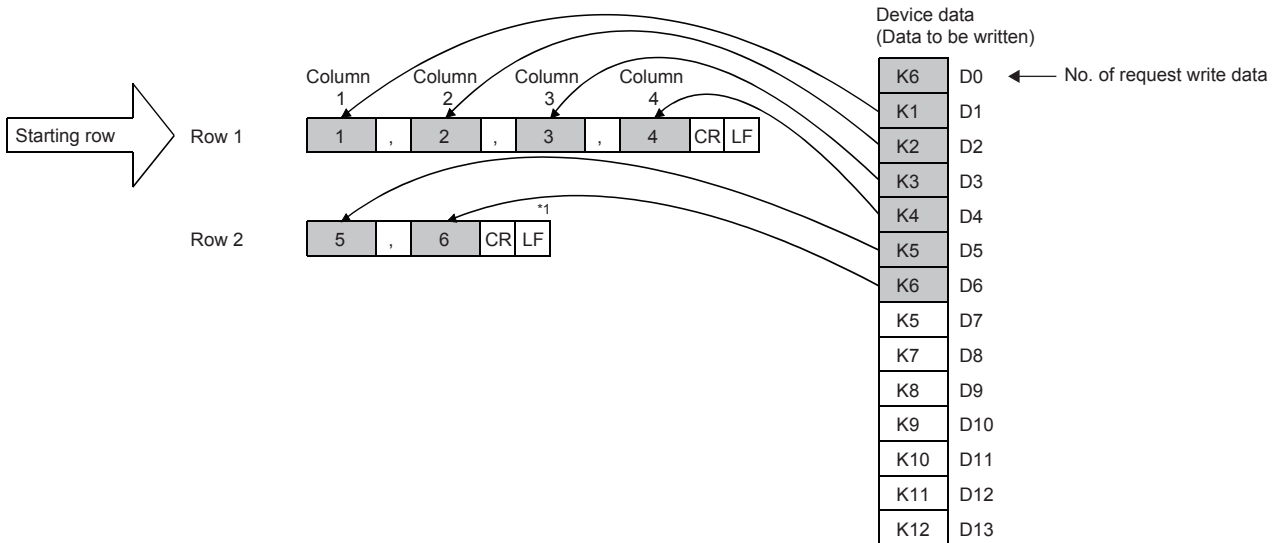 Device data
(Data to be written)
K6 D0 No. of request write data
Column 1 Column 2 Column 3 Column 4
K1 D1
Starting row Row 1 1 , 2 , 3 , 4 CR LF
K2 D2
K3 D3
K4 D4
*1
Row 2 5 , 6 CR LF
K5 D5
K6 D6
K5 D7
K7 D8
K8 D9
K9 D10
K10 D11
K11 D12
K12 D13